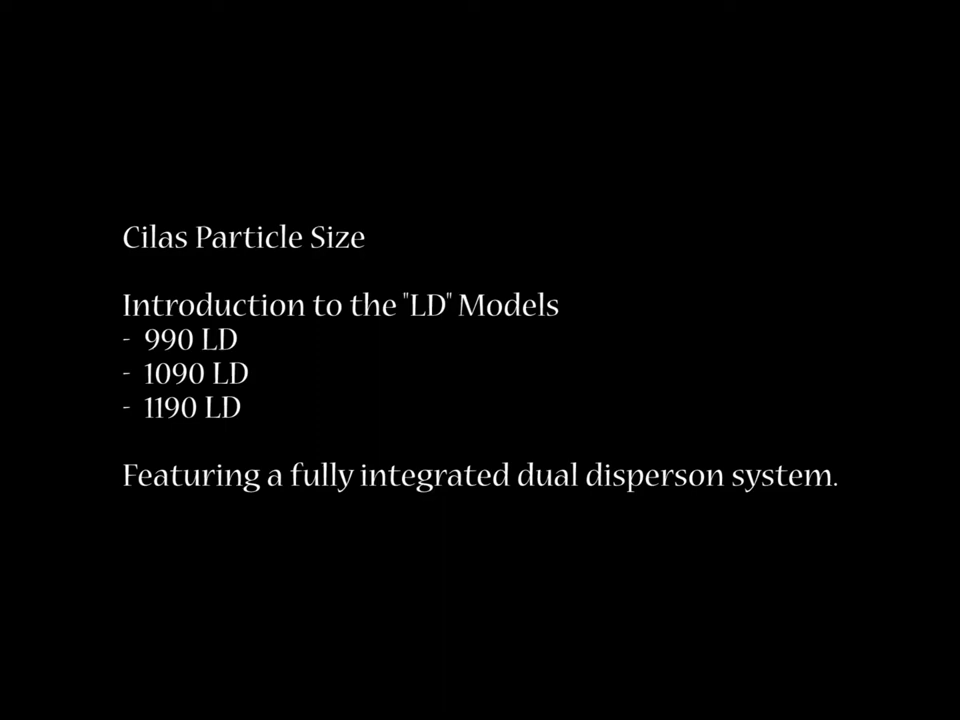 Cilas Particle Size
Introduction to the "LD" Models
- 990 LD
- 1090 LD
- 1190 LD
Featuring a fully integrated dual disperson system.